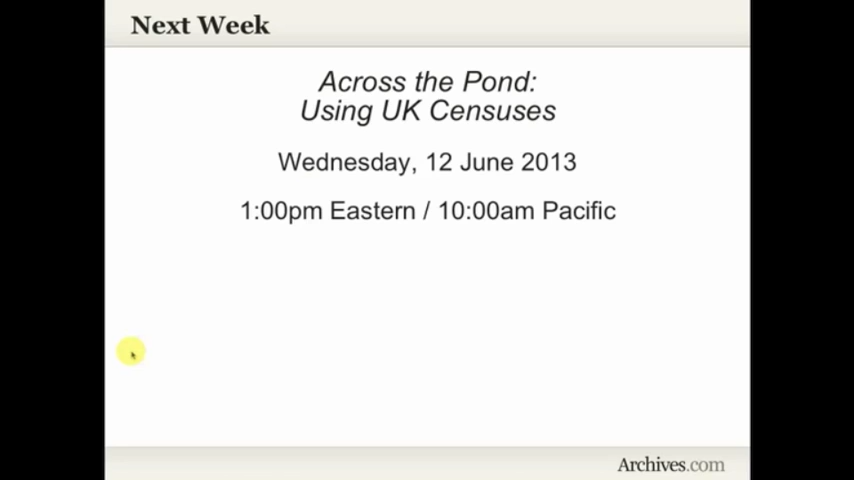 Next Week
Across the Pond:
Using UK Censuses
Wednesday, 12 June 2013
1:00pm Eastern / 10:00am Pacific
Archives.com